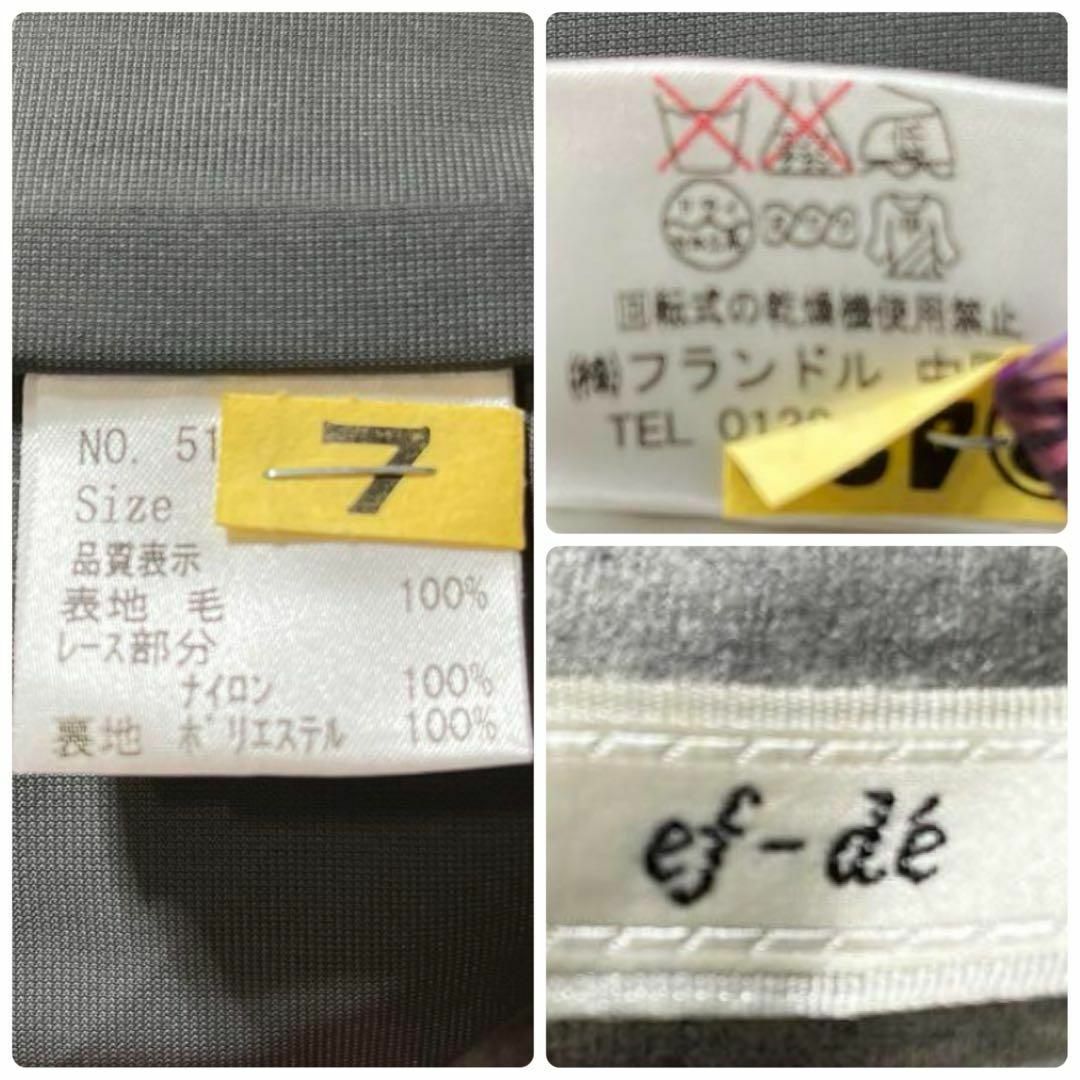 NO. 51
7
Size
品質表示
表地 毛 100%
レース部分
ナイロン 100%
裏地 ポリエステル 100%
回転式の乾燥機使用禁止
㈱フランドル
TEL 0120
ef-dé